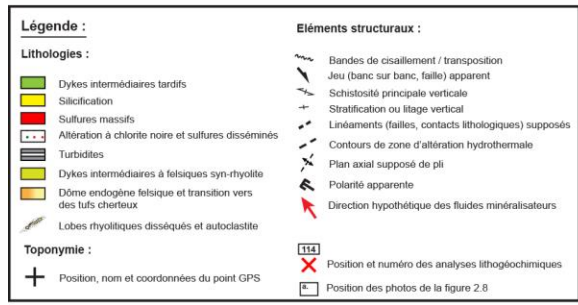 Légende :
Lithologies :
Dykes intermédiaires tardifs
Silicification
Sulfures massifs
Altération à chlorite noire et sulfures disséminés
Turbidites
Dykes intermédiaires à felsiques syn-rhyolite
Dôme endogène felsique et transition vers
des tufs cherteux
Lobes rhyolitiques disséqués et autoclastite
Toponymie :
Position, nom et coordonnées du point GPS
Eléments structuraux :
Bandes de cisaillement / transposition
Jeu (banc sur banc, faille) apparent
Schistosité principale verticale
Stratification ou litage vertical
Linéaments (failles, contacts lithologiques) supposés
Contours de zone d'altération hydrothermale
Plan axial supposé de pli
Polarité apparente
Direction hypothétique des fluides minéralisateurs
114
Position et numéro des analyses lithogéochimiques
a. Position des photos de la figure 2.8